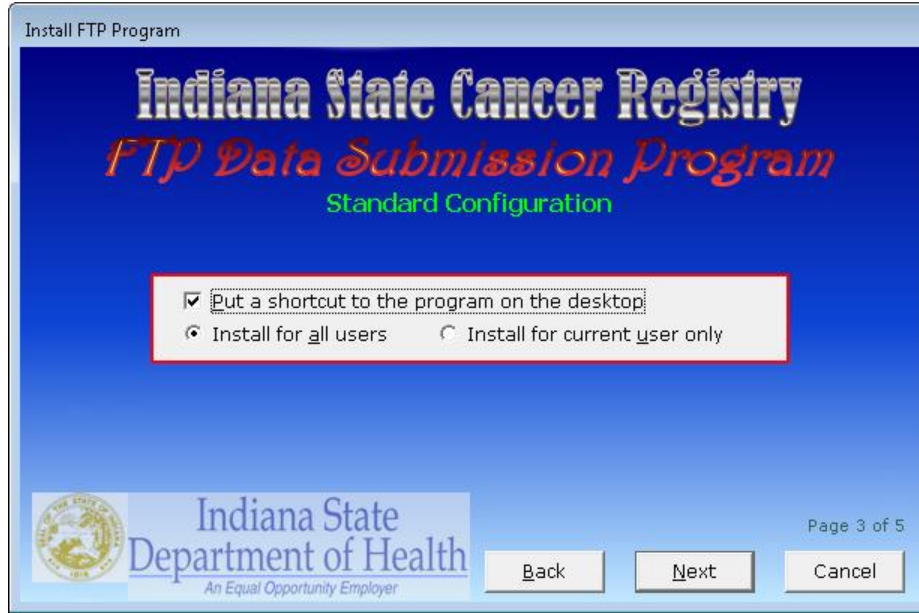 Install FTP Program
Indiana State Cancer Registry
FTP Data Submission Program
Standard Configuration
Put a shortcut to the program on the desktop
Install for all users Install for current user only
Indiana State
Department of Health
An Equal Opportunity Employer
Page 3 of 5
Back Next Cancel